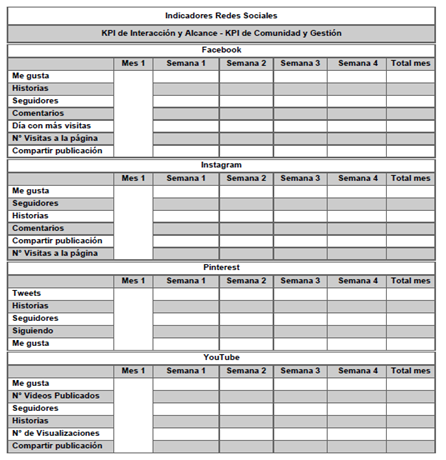 Indicadores Redes Sociales
KPI de Interacción y Alcance - KPI de Comunidad y Gestión
Facebook
Mes 1 Semana 1 Semana 2 Semana 3 Semana 4 Total mes
Me gusta
Historias
Seguidores
Comentarios
Día con más visitas
N° Visitas a la página
Compartir publicación
Instagram
Mes 1 Semana 1 Semana 2 Semana 3 Semana 4 Total mes
Me gusta
Seguidores
Historias
Comentarios
Compartir publicación
N° Visitas a la página
Pinterest
Mes 1 Semana 1 Semana 2 Semana 3 Semana 4 Total mes
Tweets
Historias
Seguidores
Siguiendo
Me gusta
YouTube
Mes 1 Semana 1 Semana 2 Semana 3 Semana 4 Total mes
Me gusta
N° Videos Publicados
Seguidores
Historias
N° de Visualizaciones
Compartir publicación